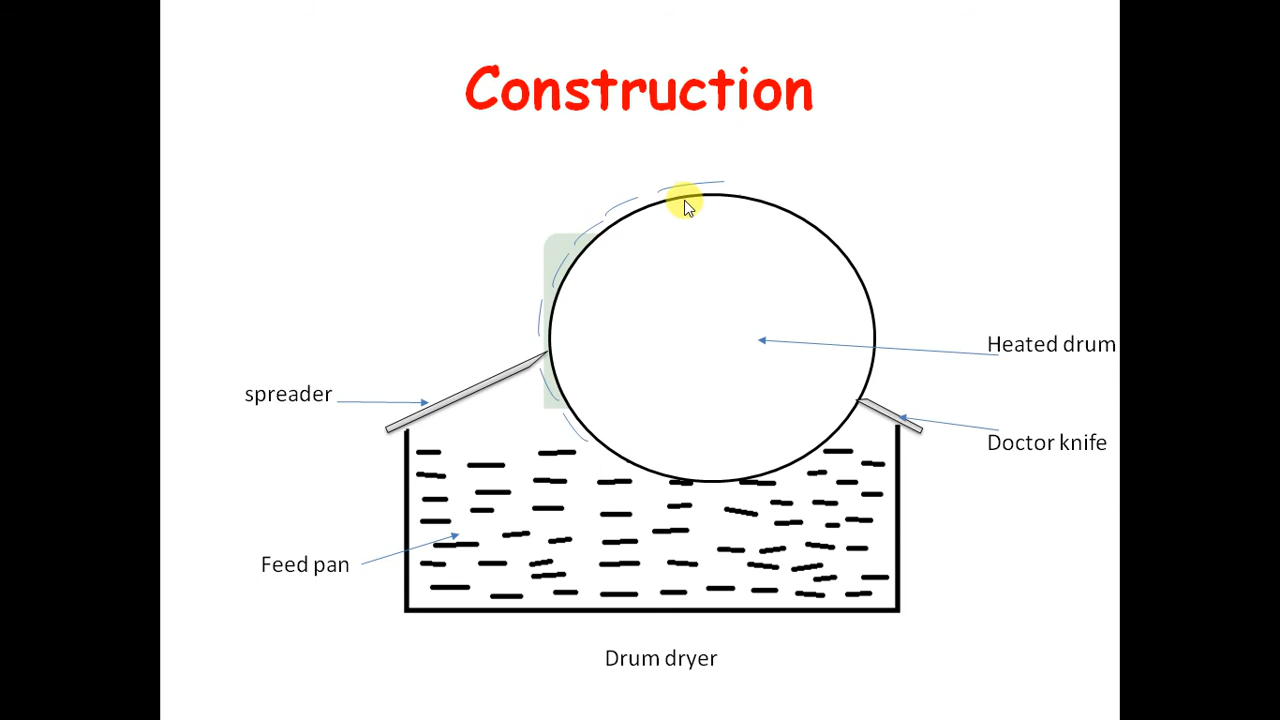 Construction
Heated drum
spreader
Doctor knife
Feed pan
Drum dryer